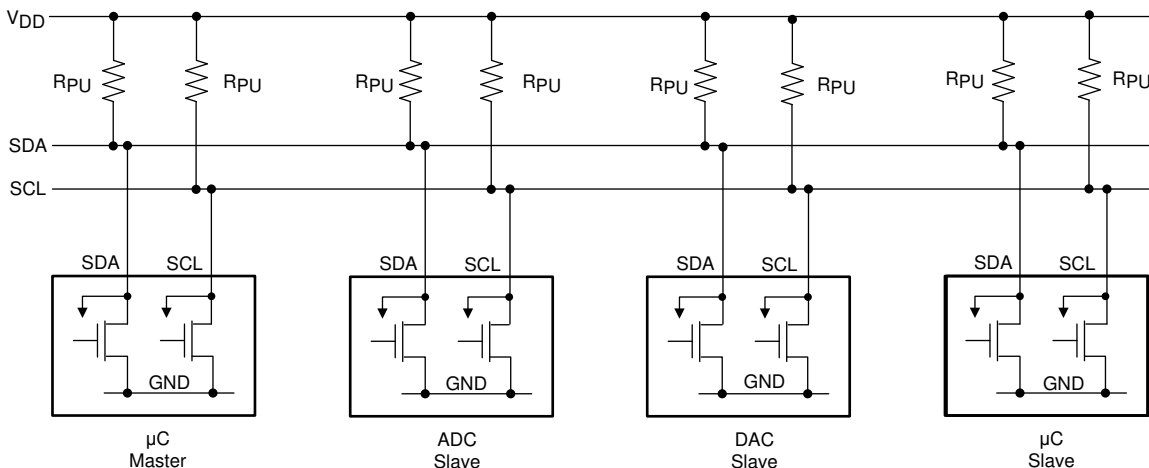 VDD
RPU RPU RPU RPU RPU RPU RPU RPU
SDA
SCL
SDA SCL SDA SCL SDA SCL SDA SCL
GND GND GND GND
µC ADC DAC µC
Master Slave Slave Slave